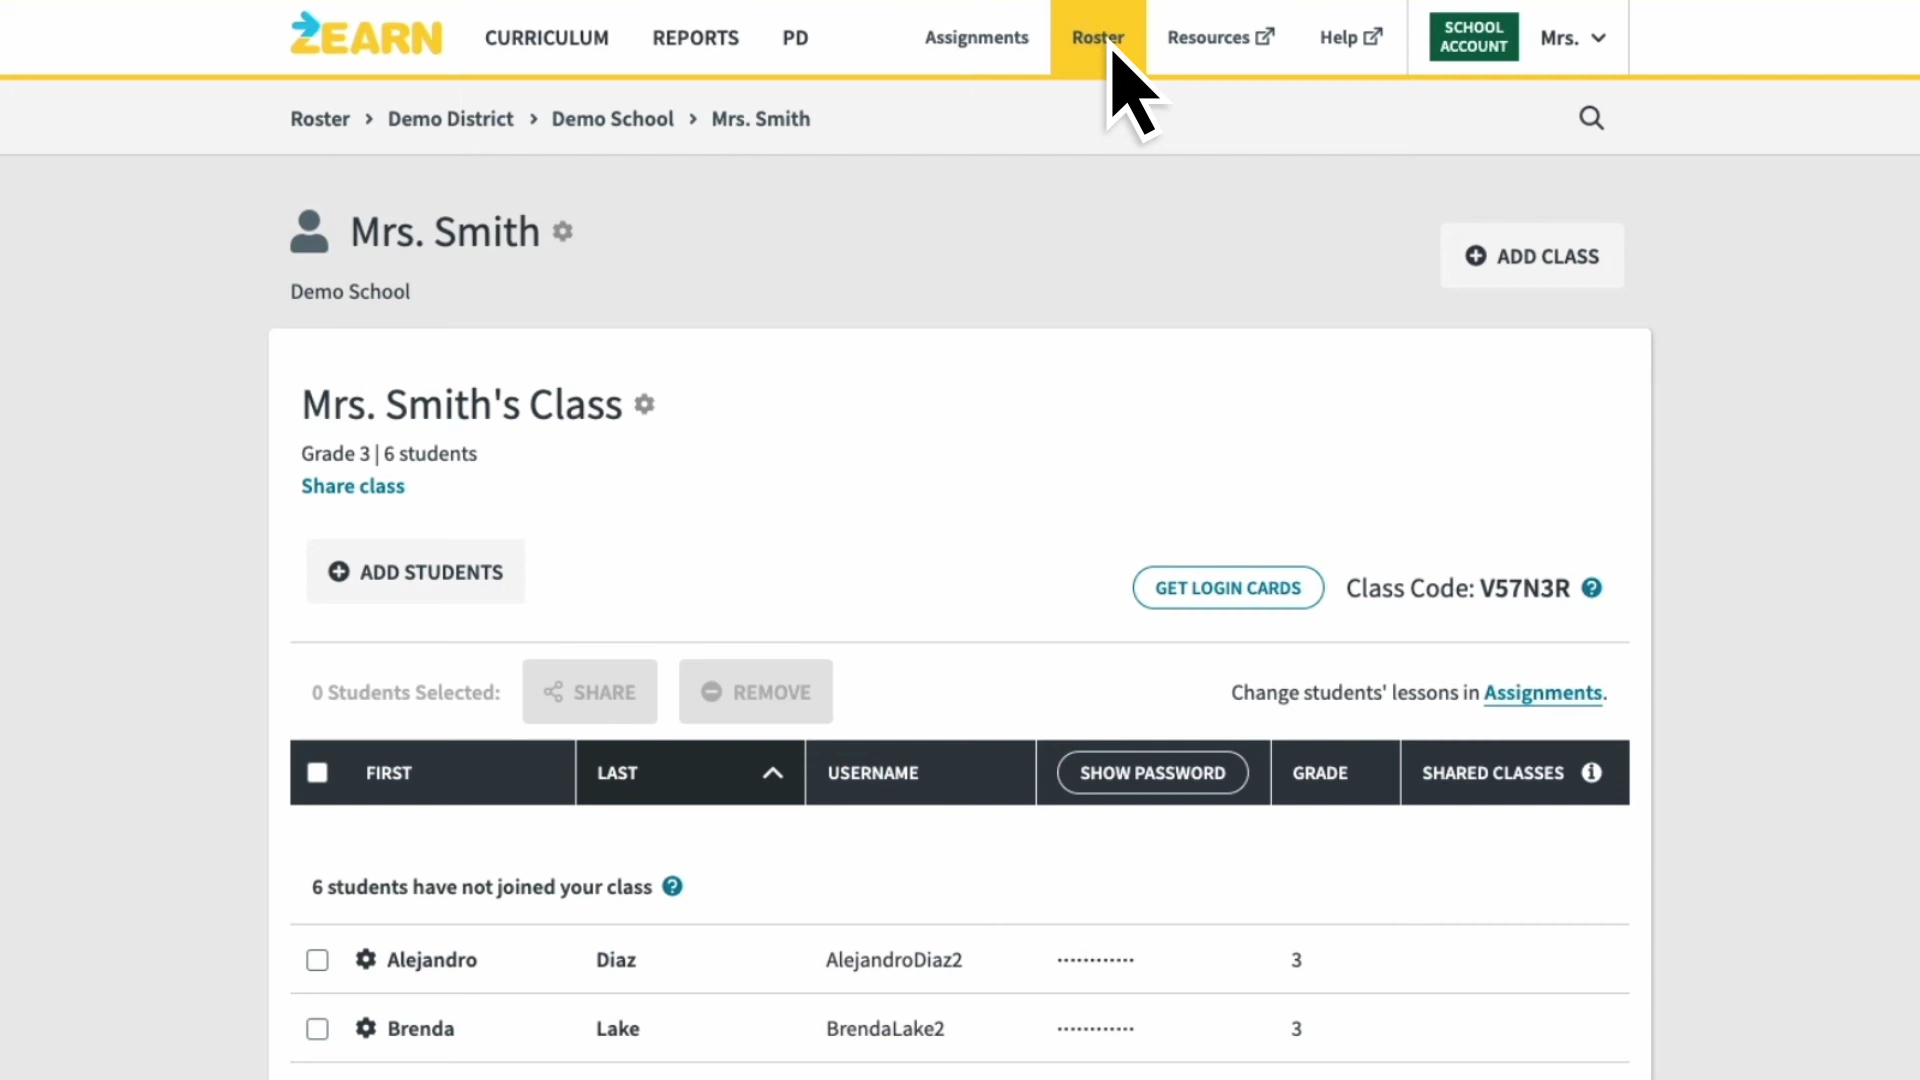 ZEARN CURRICULUM REPORTS PD Assignments Roster Resources Help SCHOOL ACCOUNT Mrs.
Roster > Demo District > Demo School > Mrs. Smith
Mrs. Smith
ADD CLASS
Demo School
Mrs. Smith's Class
Grade 3 | 6 students
Share class
ADD STUDENTS
GET LOGIN CARDS Class Code: V57N3R ?
0 Students Selected: SHARE REMOVE Change students' lessons in Assignments.
FIRST LAST USERNAME SHOW PASSWORD GRADE SHARED CLASSES i
6 students have not joined your class ?
Alejandro Diaz AlejandroDiaz2 ············ 3
Brenda Lake BrendaLake2 ············ 3